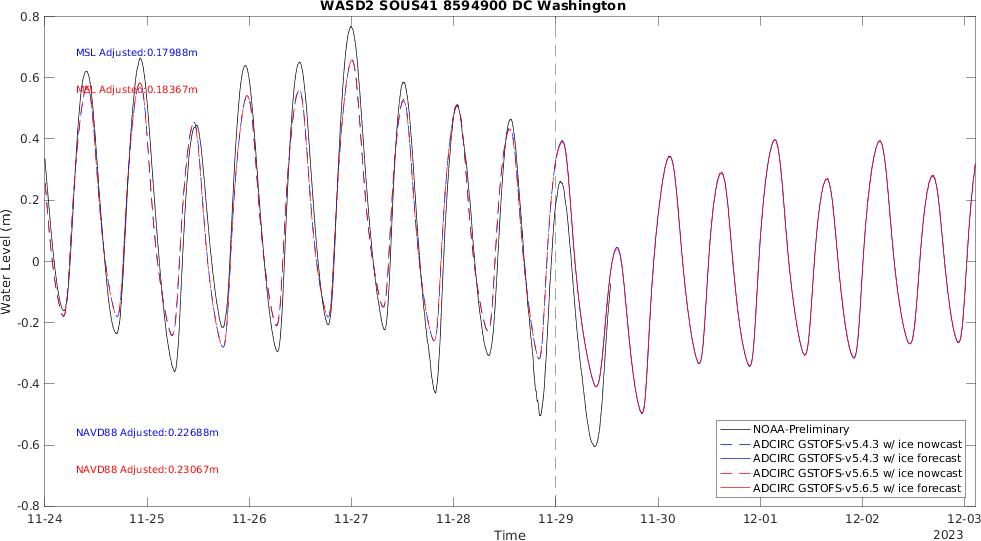 WASD2 SOUS41 8594900 DC Washington
0.8
0.6
0.4
0.2
0
-0.2
-0.4
-0.6
-0.8
Water Level (m)
MSL Adjusted:0.17988m
MSL Adjusted:0.18367m
NAVD88 Adjusted:0.22688m
NAVD88 Adjusted:0.23067m
NOAA-Preliminary
ADCIRC GSTOFS-v5.4.3 w/ ice nowcast
ADCIRC GSTOFS-v5.4.3 w/ ice forecast
ADCIRC GSTOFS-v5.6.5 w/ ice nowcast
ADCIRC GSTOFS-v5.6.5 w/ ice forecast
11-24 11-25 11-26 11-27 11-28 11-29 11-30 12-01 12-02 12-03
Time
2023